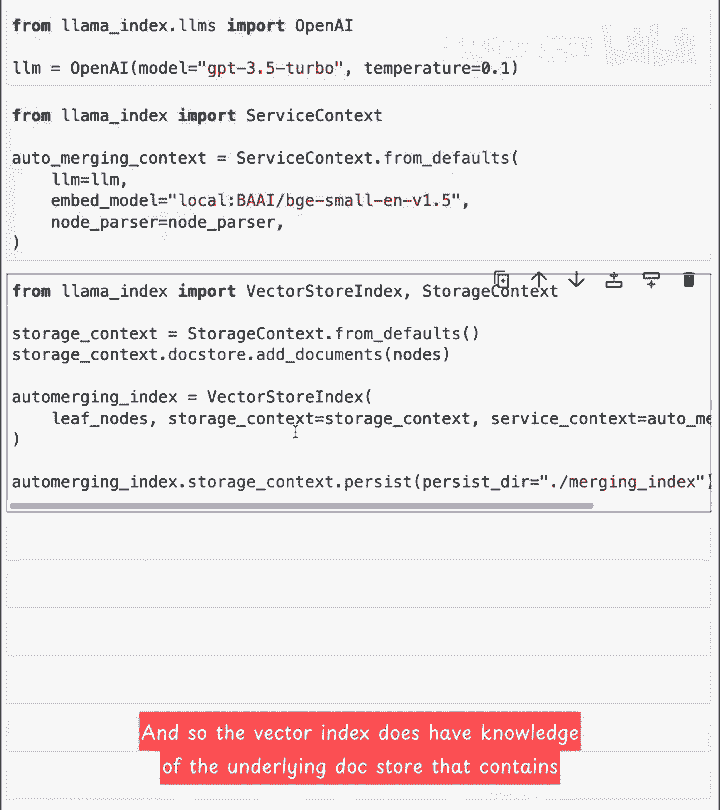 from llama_index.llms import OpenAI
llm = OpenAI(model="gpt-3.5-turbo", temperature=0.1)
from llama_index import ServiceContext
auto_merging_context = ServiceContext.from_defaults(
    llm=llm,
    embed_model="local:BAAI/bge-small-en-v1.5",
    node_parser=node_parser,
)
from llama_index import VectorStoreIndex, StorageContext
storage_context = StorageContext.from_defaults()
storage_context.docstore.add_documents(nodes)
automerging_index = VectorStoreIndex(
    leaf_nodes, storage_context=storage_context, service_context=auto_me
)
automerging_index.storage_context.persist(persist_dir="./merging_index")
And so the vector index does have knowledge
of the underlying doc store that contains